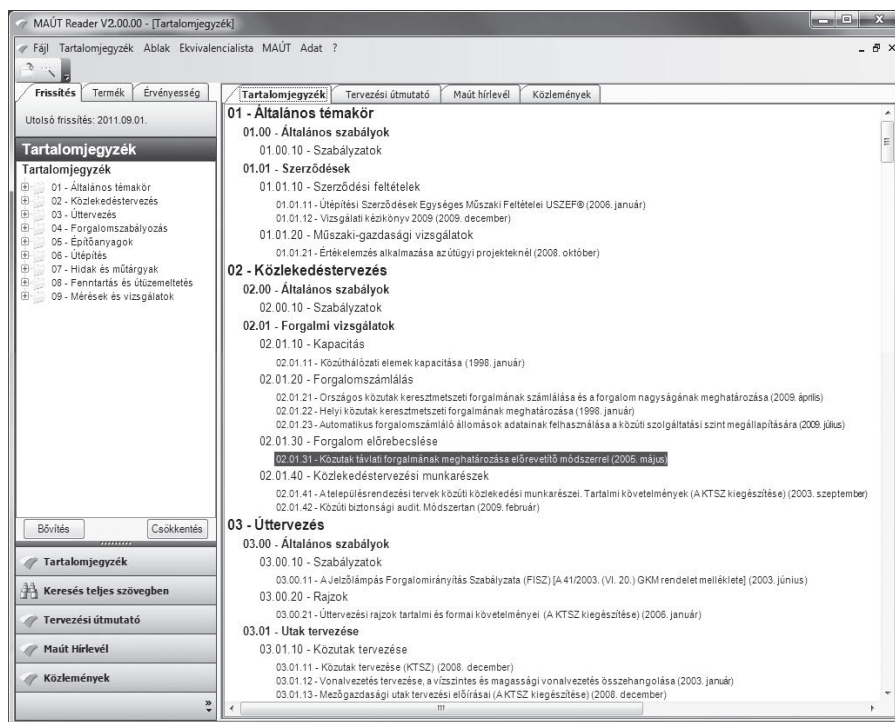 MAÚT Reader V2.00.00 - [Tartalomjegyzék]
Fájl Tartalomjegyzék Ablak Ekvivalencialista MAÚT Adat ?
Frissítés Termék Érvényesség
Utolsó frissítés: 2011.09.01.
Tartalomjegyzék
Tartalomjegyzék
01 - Általános témakör
02 - Közlekedéstervezés
03 - Úttervezés
04 - Forgalomszabályozás
05 - Építőanyagok
06 - Útépítés
07 - Hidak és műtárgyak
08 - Fenntartás és útüzemeltetés
09 - Mérések és vizsgálatok
Bővítés Csökkentés
Tartalomjegyzék
Keresés teljes szövegben
Tervezési útmutató
Maút Hírlevél
Közlemények
Tartalomjegyzék Tervezési útmutató Maút hírlevél Közlemények
01 - Általános témakör
01.00 - Általános szabályok
01.00.10 - Szabályzatok
01.01 - Szerződések
01.01.10 - Szerződési feltételek
01.01.11 - Útépítési Szerződések Egységes Műszaki Feltételei USZEF® (2006. január)
01.01.12 - Vizsgálati kézikönyv 2009 (2009. december)
01.01.20 - Műszaki-gazdasági vizsgálatok
01.01.21 - Értékelemzés alkalmazása az útügyi projekteknél (2008. október)
02 - Közlekedéstervezés
02.00 - Általános szabályok
02.00.10 - Szabályzatok
02.01 - Forgalmi vizsgálatok
02.01.10 - Kapacitás
02.01.11 - Közúthálózati elemek kapacitása (1998. január)
02.01.20 - Forgalomszámlálás
02.01.21 - Országos közutak keresztmetszeti forgalmának számlálása és a forgalom nagyságának meghatározása (2009. április)
02.01.22 - Helyi közutak keresztmetszeti forgalmának meghatározása (1998. január)
02.01.23 - Automatikus forgalomszámláló állomások adatainak felhasználása a közúti szolgáltatási szint megállapítására (2009. július)
02.01.30 - Forgalom előrebecslése
02.01.31 - Közutak távlati forgalmának meghatározása előrevetítő módszerrel (2005. május)
02.01.40 - Közlekedéstervezési munkarészek
02.01.41 - A településrendezési tervek közúti közlekedési munkarészei. Tartalmi követelmények (A KTSZ kiegészítése) (2003. szeptember)
02.01.42 - Közúti biztonsági audit. Módszertan (2009. február)
03 - Úttervezés
03.00 - Általános szabályok
03.00.10 - Szabályzatok
03.00.11 - A Jelzőlámpás Forgalomirányítás Szabályzata (FISZ) [A 41/2003. (VI. 20.) GKM rendelet melléklete] (2003. június)
03.00.20 - Rajzok
03.00.21 - Úttervezési rajzok tartalmi és formai követelményei (A KTSZ kiegészítése) (2006. január)
03.01 - Utak tervezése
03.01.10 - Közutak tervezése
03.01.11 - Közutak tervezése (KTSZ) (2008. december)
03.01.12 - Vonalvezetés tervezése, a vízszintes és magassági vonalvezetés összehangolása (2003. január)
03.01.13 - Mezőgazdasági utak tervezési előírásai (A KTSZ kiegészítése) (2008. december)